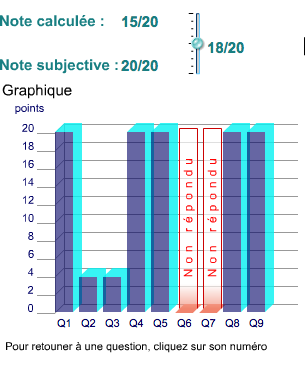 Note calculée : 15/20
18/20
Note subjective : 20/20
Graphique
points
20
18
16
14
12
10
8
6
4
2
0
Non répondu
Non répondu
Q1 Q2 Q3 Q4 Q5 Q6 Q7 Q8 Q9
Pour retourner à une question, cliquez sur son numéro